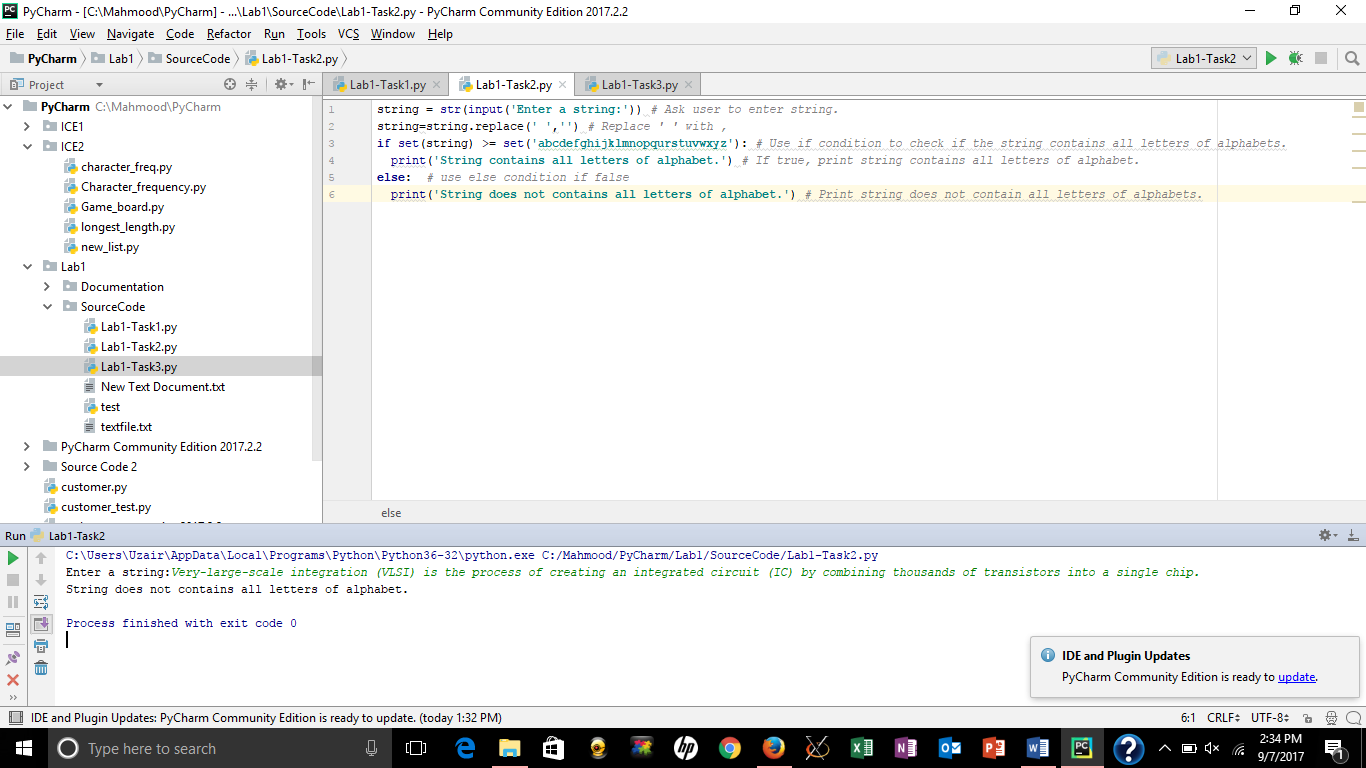 PyCharm - [C:\Mahmood\PyCharm] - ...\Lab1\SourceCode\Lab1-Task2.py - PyCharm Community Edition 2017.2.2
File Edit View Navigate Code Refactor Run Tools VCS Window Help
PyCharm Lab1 SourceCode Lab1-Task2.py Lab1-Task2
Project Lab1-Task1.py Lab1-Task2.py Lab1-Task3.py
PyCharm C:\Mahmood\PyCharm
ICE1
ICE2
character_freq.py
Character_frequency.py
Game_board.py
longest_length.py
new_list.py
Lab1
Documentation
SourceCode
Lab1-Task1.py
Lab1-Task2.py
Lab1-Task3.py
New Text Document.txt
test
textfile.txt
PyCharm Community Edition 2017.2.2
Source Code 2
customer.py
customer_test.py
1 string = str(input('Enter a string:')) # Ask user to enter string.
2 string=string.replace(' ','') # Replace ' ' with ,
3 if set(string) >= set('abcdefghijklmnopqurstuvwxyz'): # Use if condition to check if the string contains all letters of alphabets.
4 print('String contains all letters of alphabet.') # If true, print string contains all letters of alphabet.
5 else: # use else condition if false
6 print('String does not contains all letters of alphabet.') # Print string does not contain all letters of alphabets.
else
Run Lab1-Task2
C:\Users\Uzair\AppData\Local\Programs\Python\Python36-32\python.exe C:/Mahmood/PyCharm/Lab1/SourceCode/Lab1-Task2.py
Enter a string:Very-large-scale integration (VLSI) is the process of creating an integrated circuit (IC) by combining thousands of transistors into a single chip.
String does not contains all letters of alphabet.
Process finished with exit code 0
IDE and Plugin Updates
PyCharm Community Edition is ready to update.
IDE and Plugin Updates: PyCharm Community Edition is ready to update. (today 1:32 PM) 6:1 CRLF UTF-8
Type here to search
2:34 PM
9/7/2017
1